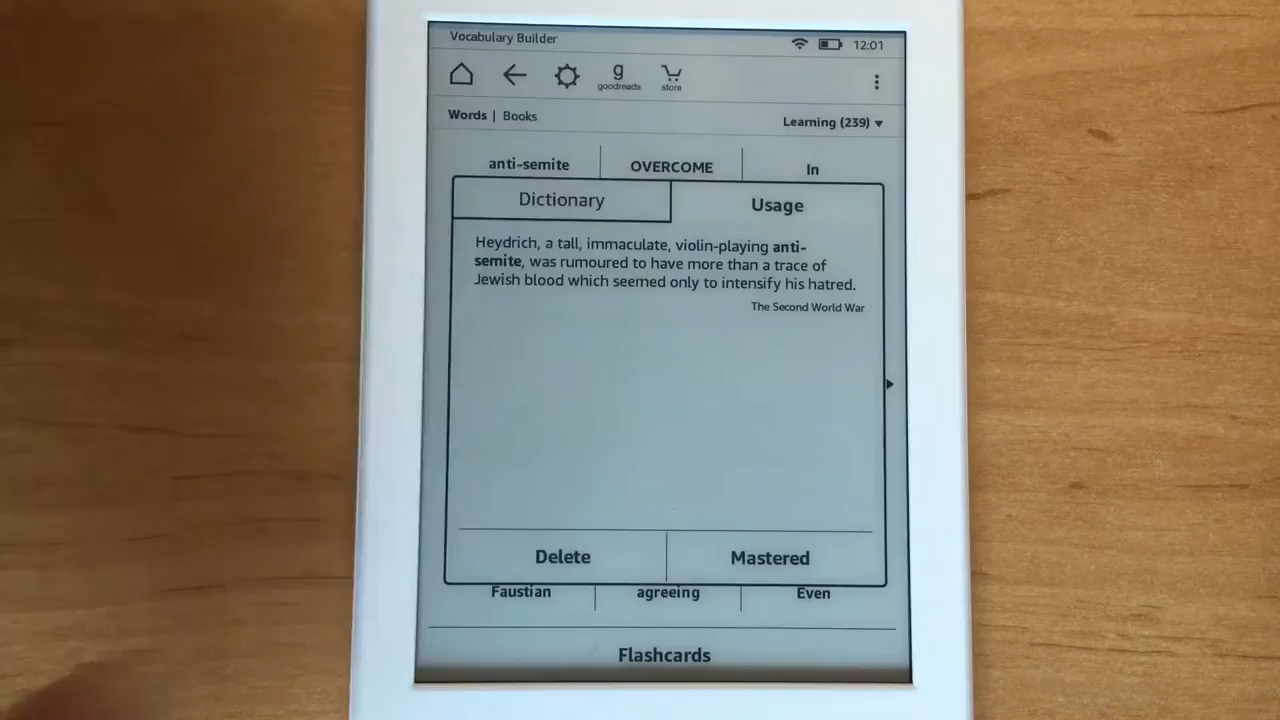 Vocabulary Builder 12:01
goodreads store
Words | Books Learning (239)
anti-semite OVERCOME In
Dictionary Usage
Heydrich, a tall, immaculate, violin-playing anti-
semite, was rumoured to have more than a trace of
Jewish blood which seemed only to intensify his hatred.
The Second World War
Delete Mastered
Faustian agreeing Even
Flashcards